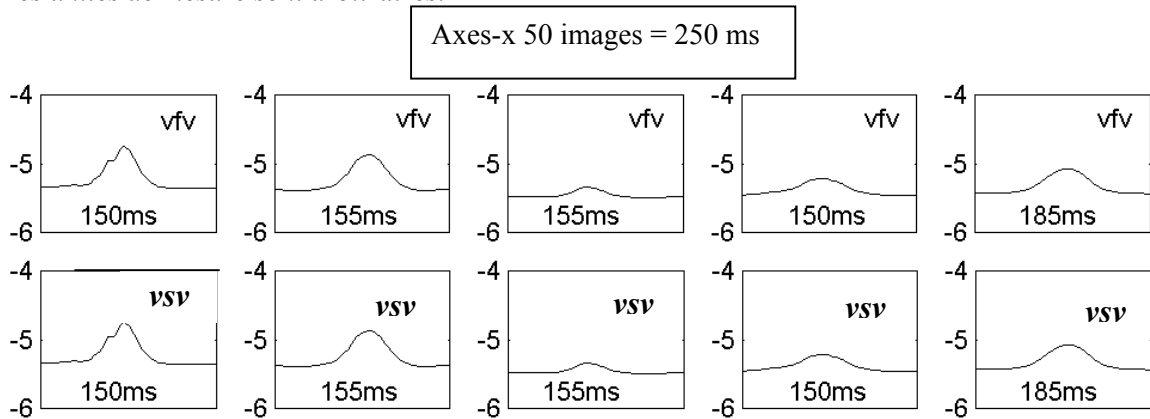 Axes-x 50 images = 250 ms
-4 -4 -4 -4 -4
vfv vfv vfv vfv vfv
-5 -5 -5 -5 -5
150ms 155ms 155ms 150ms 185ms
-6 -6 -6 -6 -6
-4 -4 -4 -4 -4
vsv vsv vsv vsv vsv
-5 -5 -5 -5 -5
150ms 155ms 155ms 150ms 185ms
-6 -6 -6 -6 -6